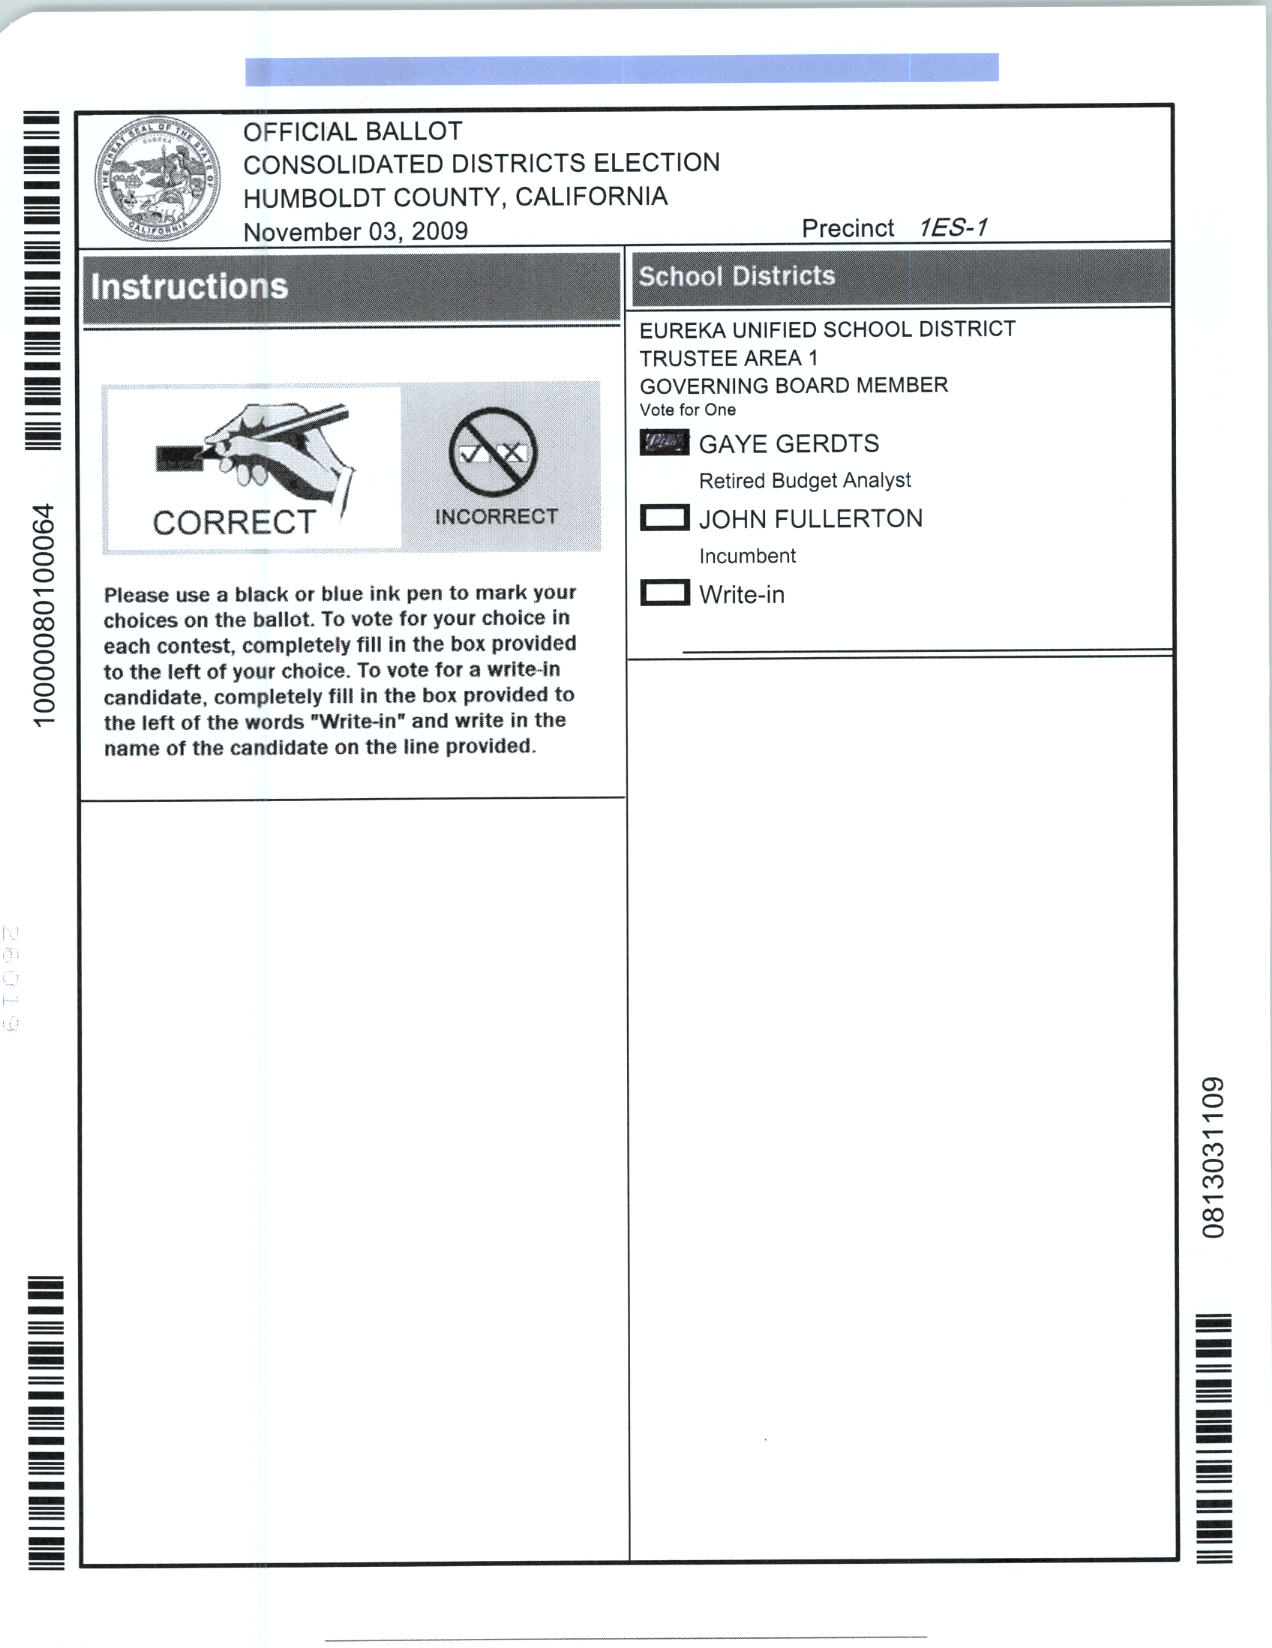 OFFICIAL BALLOT
CONSOLIDATED DISTRICTS ELECTION
HUMBOLDT COUNTY, CALIFORNIA
November 03, 2009
Precinct 1ES-1
THE GREAT SEAL OF THE STATE OF CALIFORNIA
EUREKA
Instructions
CORRECT
INCORRECT
Please use a black or blue ink pen to mark your
choices on the ballot. To vote for your choice in
each contest, completely fill in the box provided
to the left of your choice. To vote for a write-in
candidate, completely fill in the box provided to
the left of the words "Write-in" and write in the
name of the candidate on the line provided.
School Districts
EUREKA UNIFIED SCHOOL DISTRICT
TRUSTEE AREA 1
GOVERNING BOARD MEMBER
Vote for One
GAYE GERDTS
Retired Budget Analyst
JOHN FULLERTON
Incumbent
Write-in
10000080100064
26019
0813031109